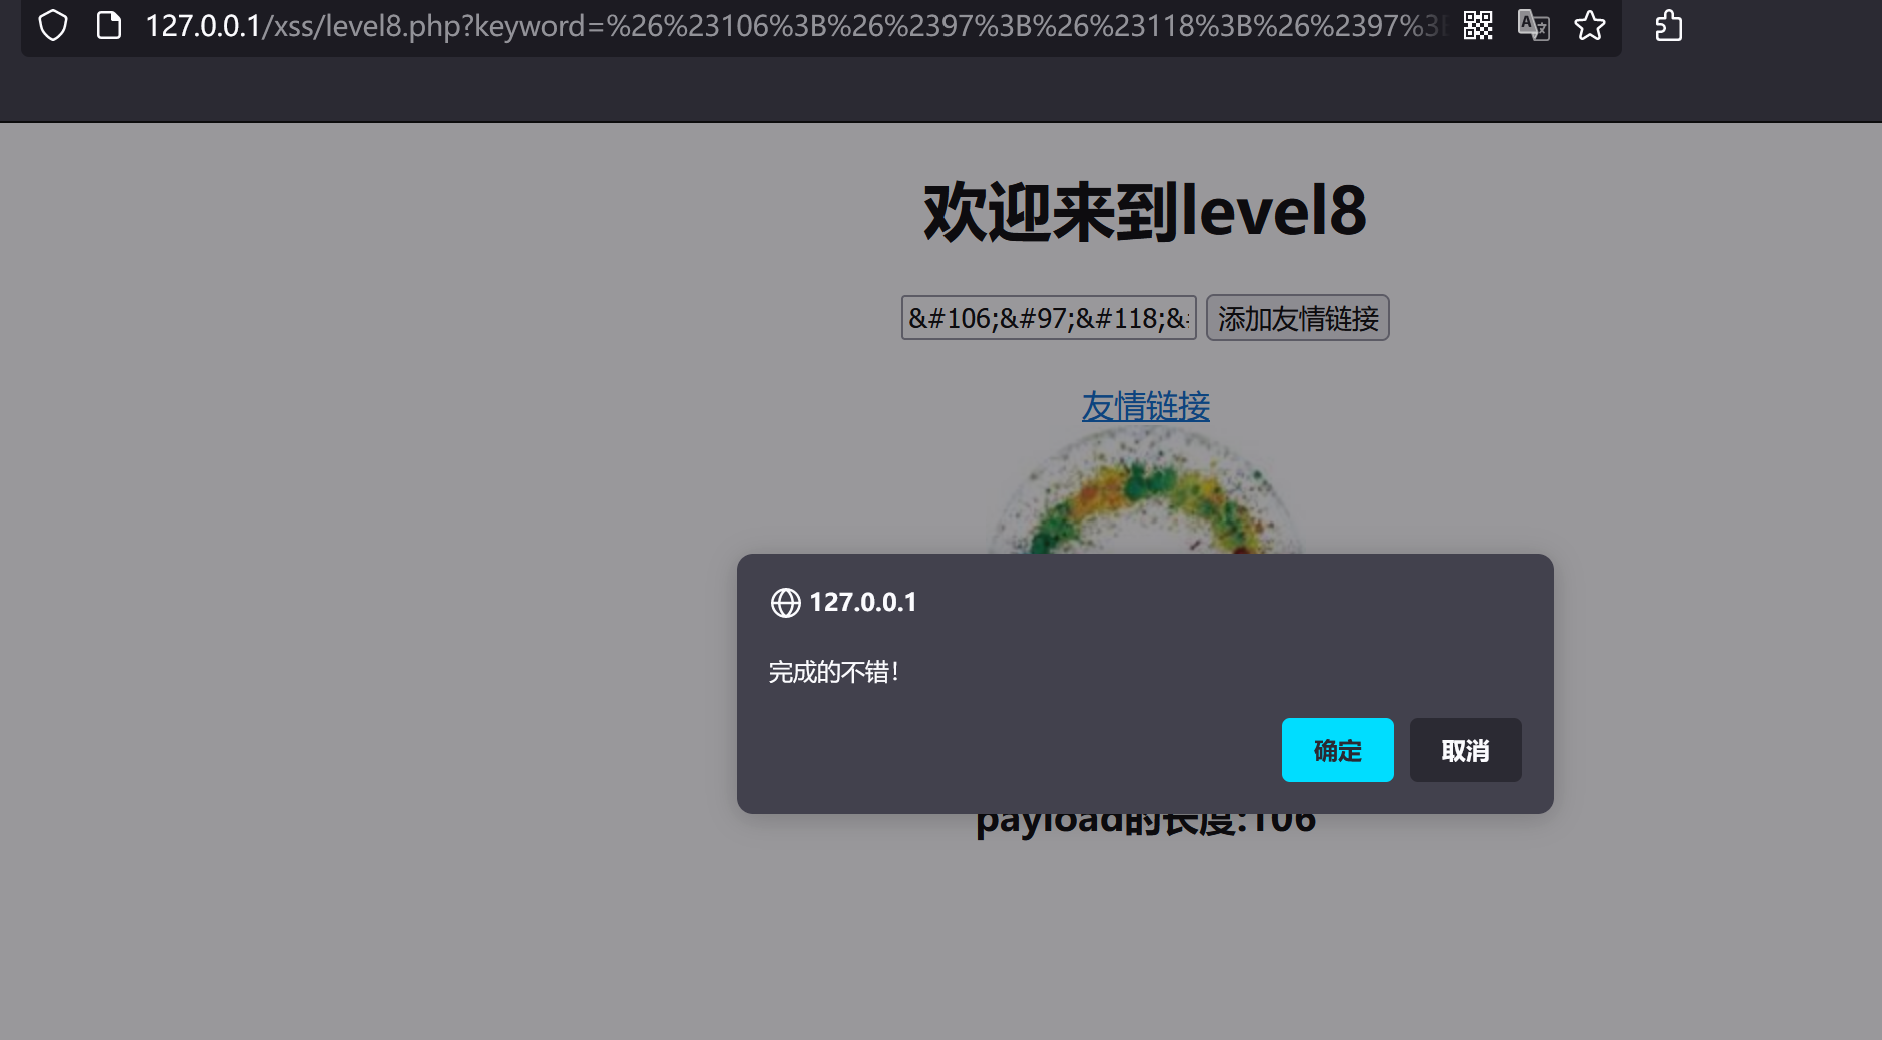 127.0.0.1/xss/level8.php?keyword=%26%23106%3B%26%2397%3B%26%23118%3B%26%2397%3B
欢迎来到level8
&#106;&#97;&#118;&#
添加友情链接
友情链接
127.0.0.1
完成的不错！
确定
取消
payload的长度:106